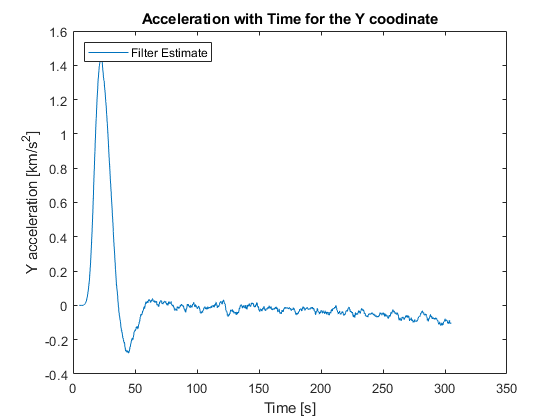 Acceleration with Time for the Y coodinate
Filter Estimate
Y acceleration [km/s²]
1.6
1.4
1.2
1
0.8
0.6
0.4
0.2
0
-0.2
-0.4
0 50 100 150 200 250 300 350
Time [s]